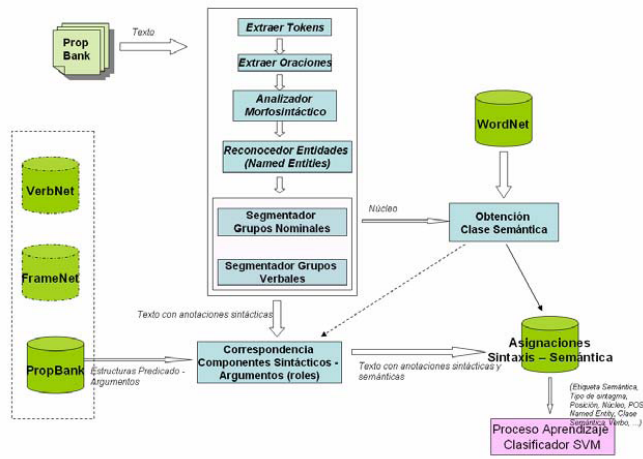 Prop
Bank
Texto
Extraer Tokens
Extraer Oraciones
Analizador
Morfosintáctico
Reconocedor Entidades
(Named Entities)
Segmentador
Grupos Nominales
Segmentador Grupos
Verbales
Núcleo
WordNet
Obtención
Clase Semántica
VerbNet
FrameNet
PropBank
Texto con anotaciones sintácticas
Estructuras Predicado -
Argumentos
Correspondencia
Componentes Sintácticos -
Argumentos (roles)
Texto con anotaciones sintácticas y
semánticas
Asignaciones
Sintaxis – Semántica
(Etiqueta Semántica,
Tipo de sintagma,
Posición, Núcleo, POS,
Named Entity, Clase
Semántica Verbo, ...)
Proceso Aprendizaje
Clasificador SVM